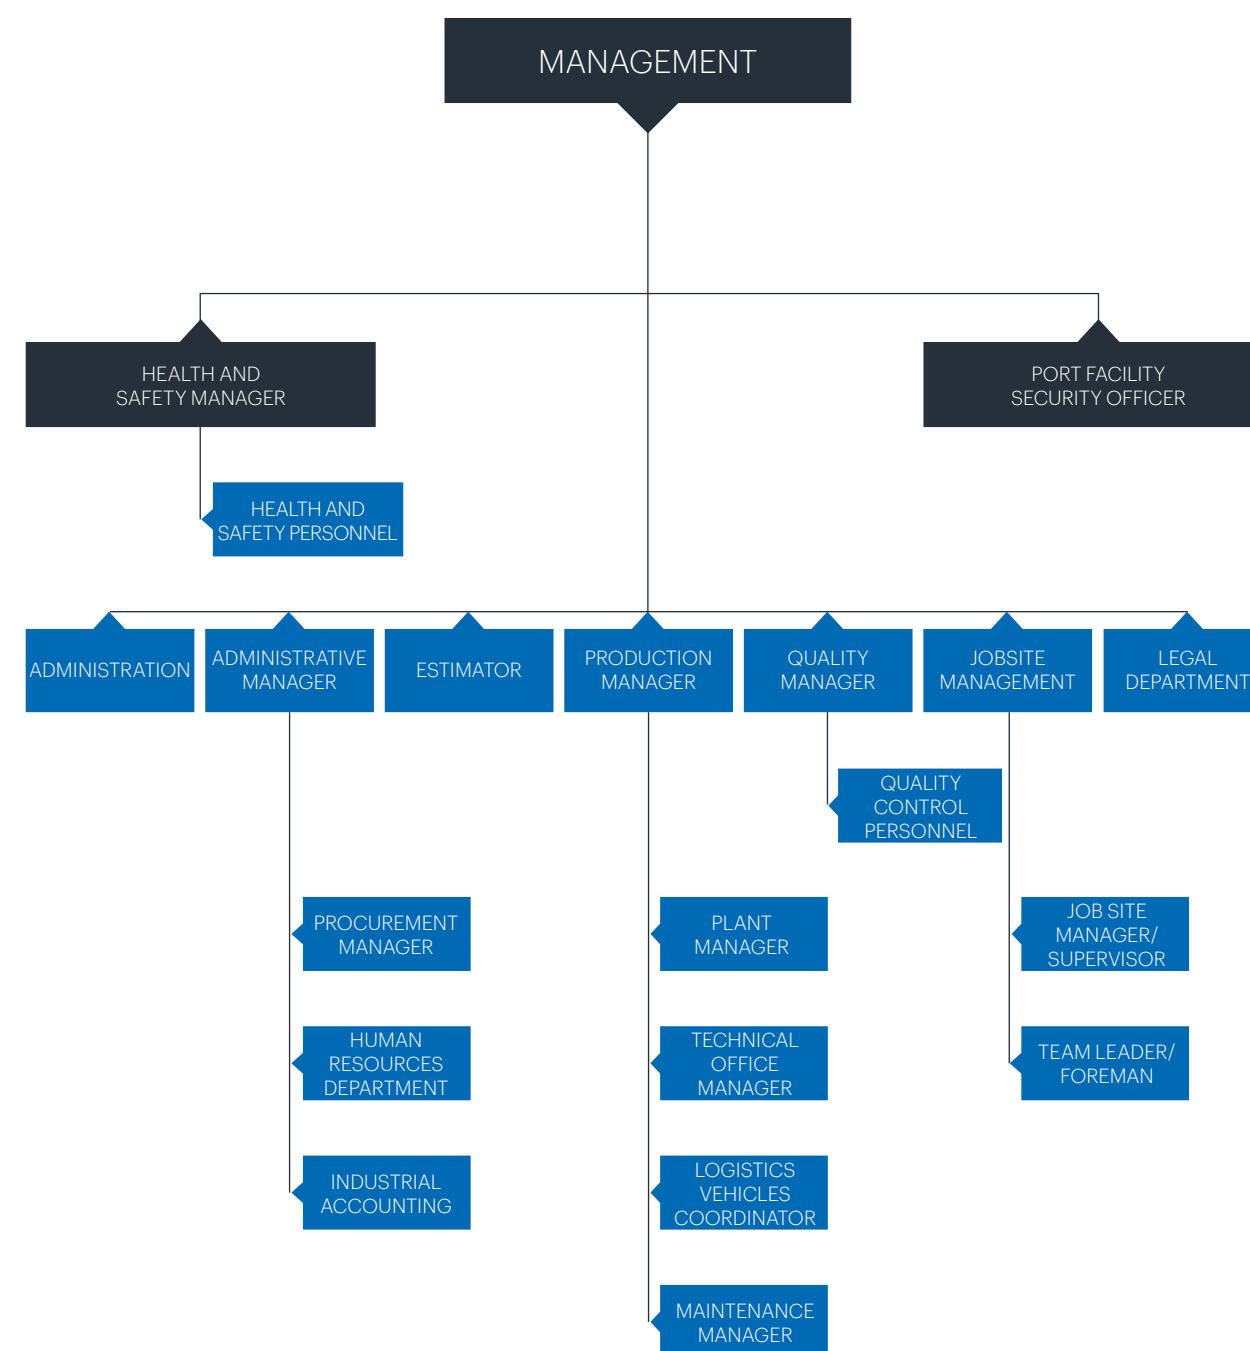 MANAGEMENT
HEALTH AND
SAFETY MANAGER
PORT FACILITY
SECURITY OFFICER
HEALTH AND
SAFETY PERSONNEL
ADMINISTRATION
ADMINISTRATIVE
MANAGER
ESTIMATOR
PRODUCTION
MANAGER
QUALITY
MANAGER
JOBSITE
MANAGEMENT
LEGAL
DEPARTMENT
QUALITY
CONTROL
PERSONNEL
PROCUREMENT
MANAGER
PLANT
MANAGER
JOB SITE
MANAGER/
SUPERVISOR
HUMAN
RESOURCES
DEPARTMENT
TECHNICAL
OFFICE
MANAGER
TEAM LEADER/
FOREMAN
INDUSTRIAL
ACCOUNTING
LOGISTICS
VEHICLES
COORDINATOR
MAINTENANCE
MANAGER